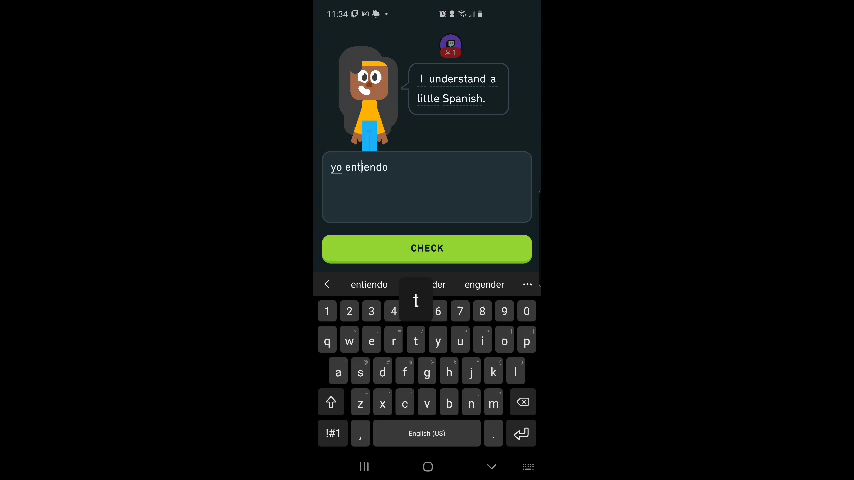 11:34
I understand a
little Spanish.
yo entiendo
CHECK
entiendo der engender
t
1 2 3 4 6 7 8 9 0
q w e r t y u i o p
a s d f g h j k l
z x c v b n m
!#1 , English (US) .